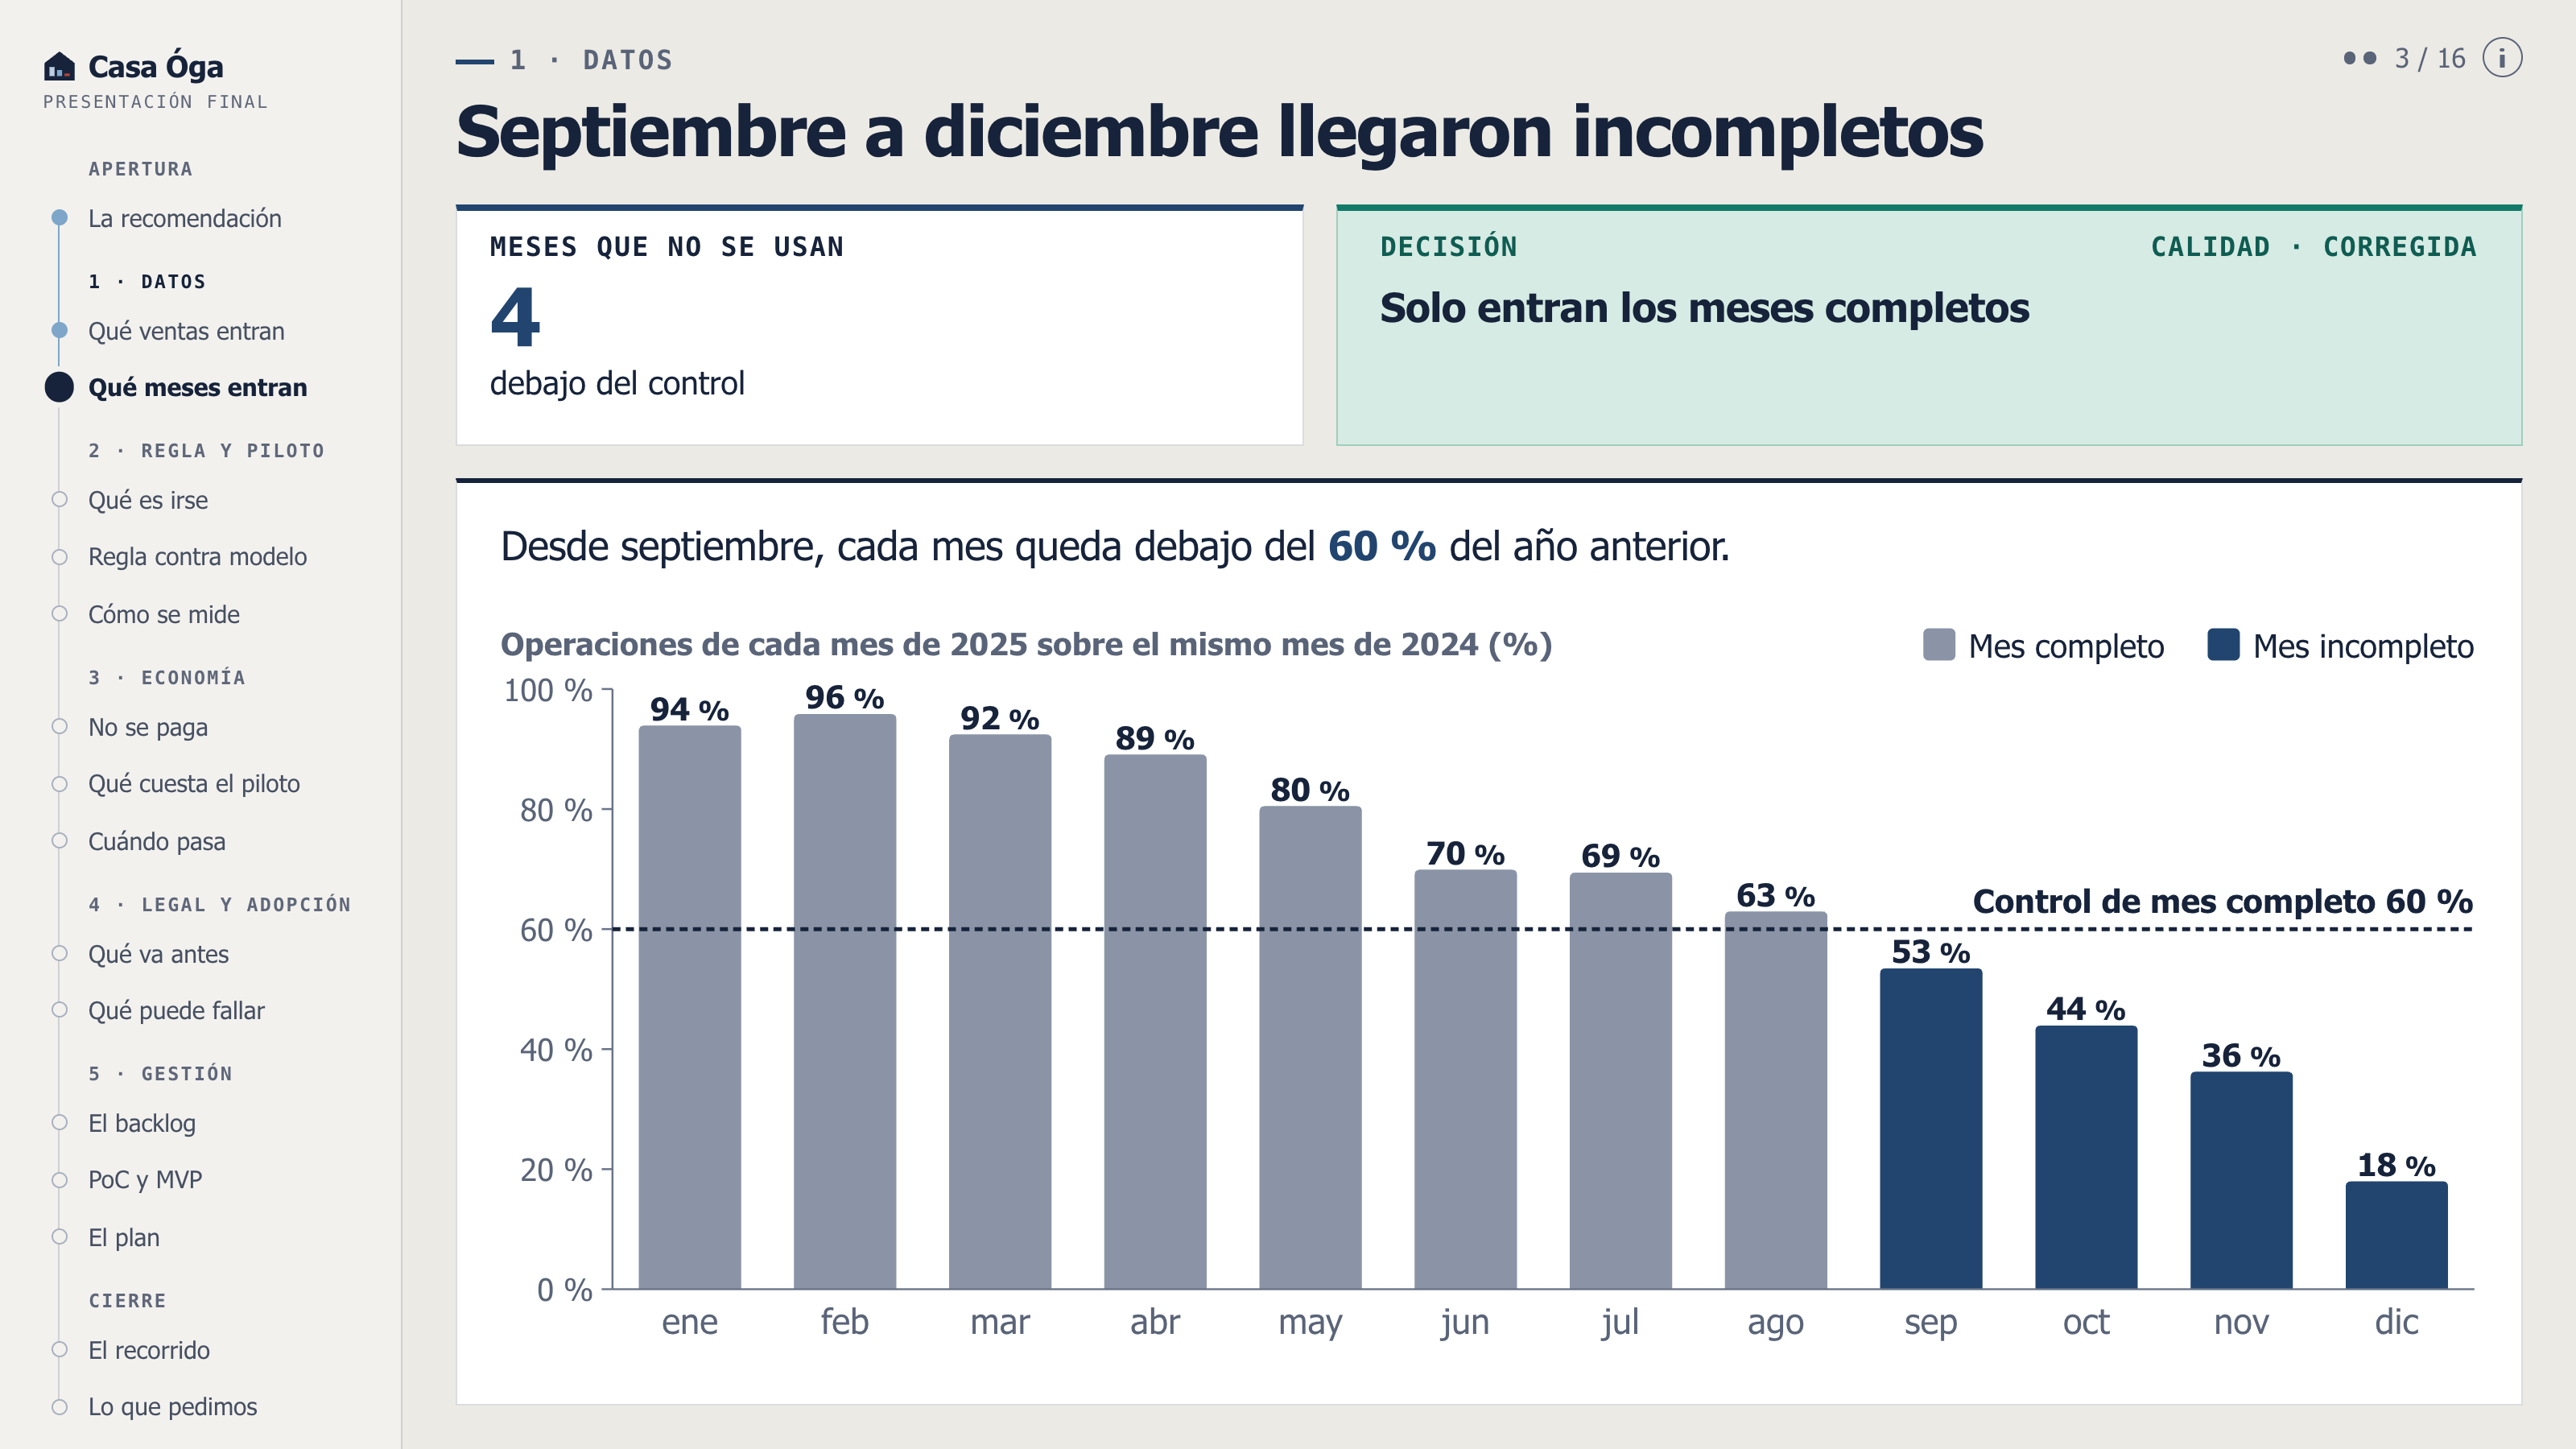 Casa Óga
PRESENTACIÓN FINAL
APERTURA
La recomendación
1 · DATOS
Qué ventas entran
Qué meses entran
2 · REGLA Y PILOTO
Qué es irse
Regla contra modelo
Cómo se mide
3 · ECONOMÍA
No se paga
Qué cuesta el piloto
Cuándo pasa
4 · LEGAL Y ADOPCIÓN
Qué va antes
Qué puede fallar
5 · GESTIÓN
El backlog
PoC y MVP
El plan
CIERRE
El recorrido
Lo que pedimos
1 · DATOS
3 / 16
i
Septiembre a diciembre llegaron incompletos
MESES QUE NO SE USAN
4
debajo del control
DECISIÓN
CALIDAD · CORREGIDA
Solo entran los meses completos
Desde septiembre, cada mes queda debajo del 60 % del año anterior.
Operaciones de cada mes de 2025 sobre el mismo mes de 2024 (%)
Mes completo
Mes incompleto
100 %
80 %
60 %
40 %
20 %
0 %
94 %
96 %
92 %
89 %
80 %
70 %
69 %
63 %
53 %
44 %
36 %
18 %
Control de mes completo 60 %
ene
feb
mar
abr
may
jun
jul
ago
sep
oct
nov
dic